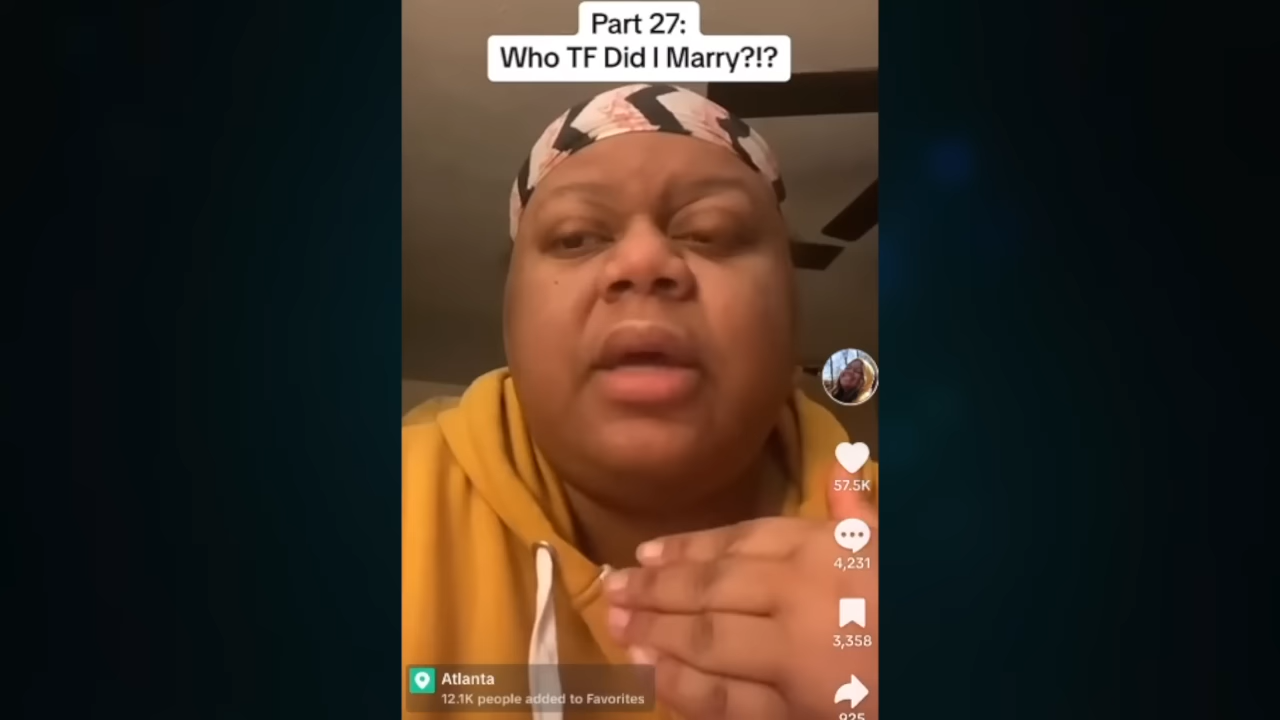 Part 27:
Who TF Did I Marry?!?
57.5K
4,231
3,358
Atlanta
12.1K people added to Favorites
925